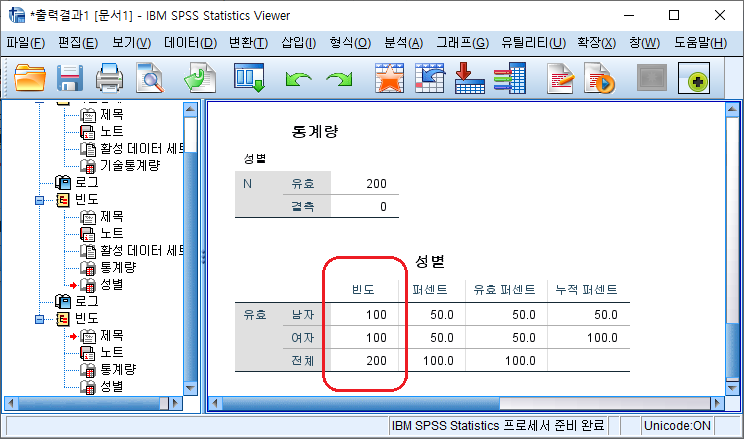 *출력결과1 [문서1] - IBM SPSS Statistics Viewer
파일(F) 편집(E) 보기(V) 데이터(D) 변환(T) 삽입(I) 형식(O) 분석(A) 그래프(G) 유틸리티(U) 확장(X) 창(W) 도움말(H)
제목
노트
활성 데이터 세트
기술통계량
로그
빈도
제목
노트
활성 데이터 세트
통계량
성별
로그
빈도
제목
노트
통계량
성별
통계량
성별
N 유효 200
결측 0
성별
빈도 퍼센트 유효 퍼센트 누적 퍼센트
유효 남자 100 50.0 50.0 50.0
여자 100 50.0 50.0 100.0
전체 200 100.0 100.0
IBM SPSS Statistics 프로세서 준비 완료 Unicode:ON